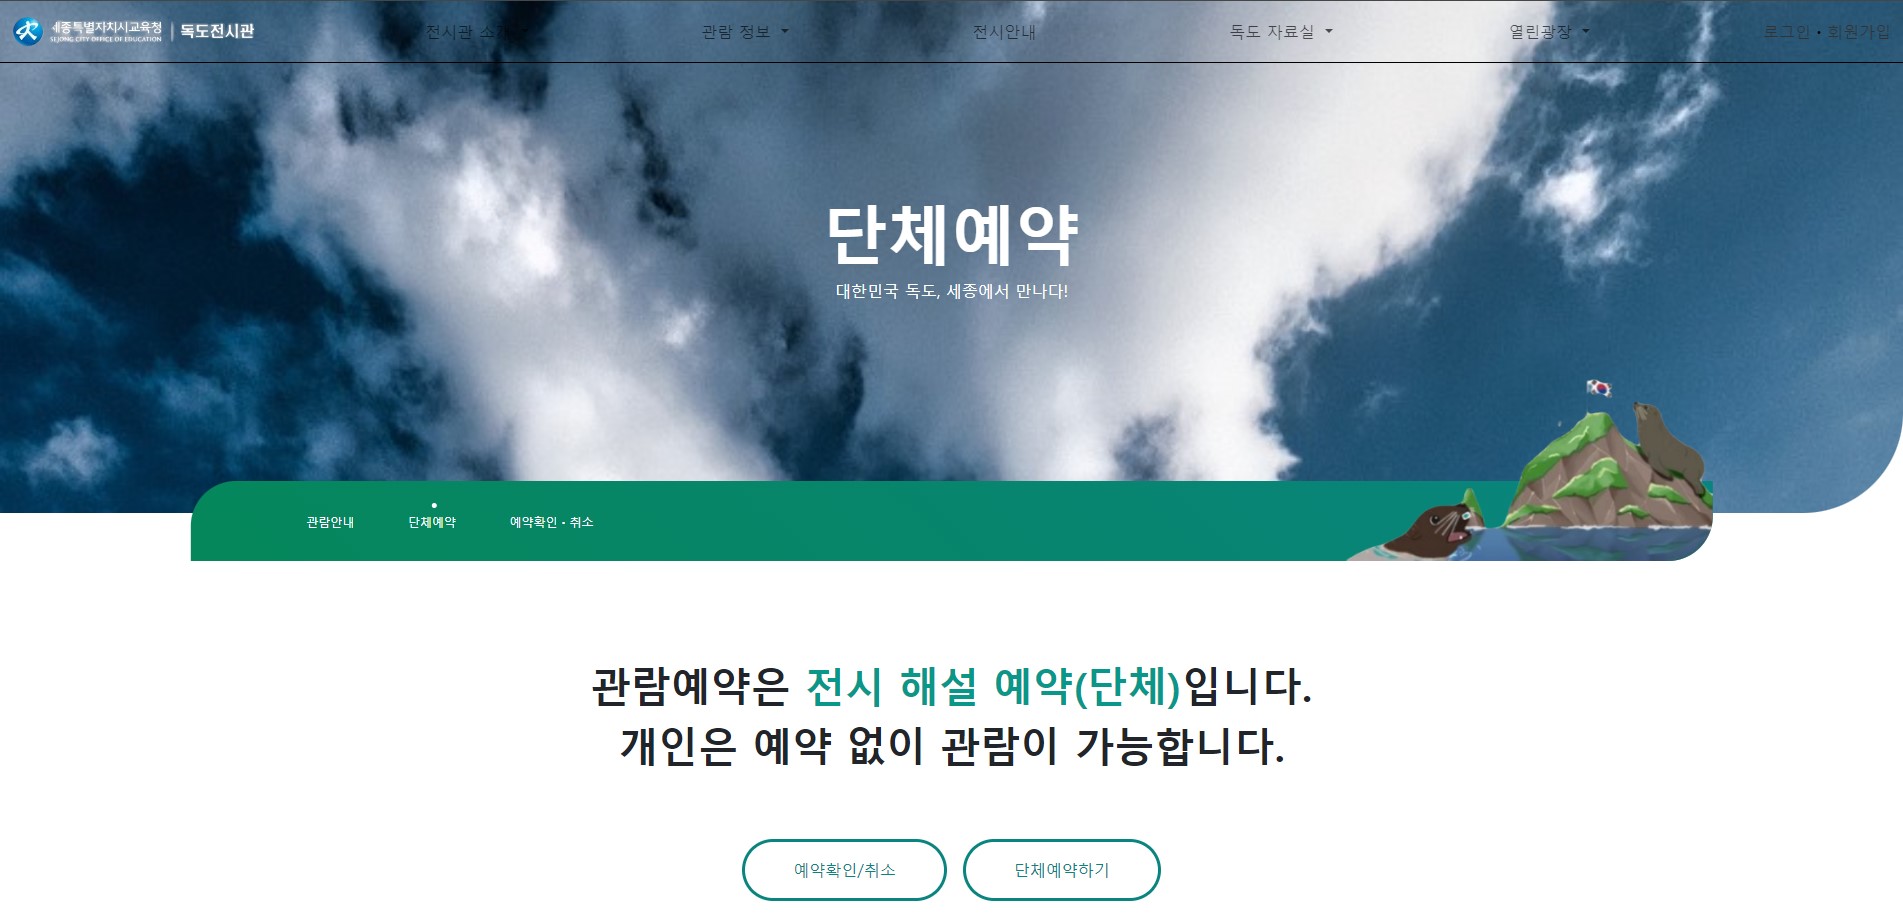 세종특별자치시교육청 | 독도전시관
SEJONG CITY OFFICE OF EDUCATION
전시관 소개
관람 정보
전시안내
독도 자료실
열린광장
로그인 • 회원가입
단체예약
대한민국 독도, 세종에서 만나다!
관람안내
단체예약
예약확인 • 취소
관람예약은 전시 해설 예약(단체)입니다.
개인은 예약 없이 관람이 가능합니다.
예약확인/취소
단체예약하기